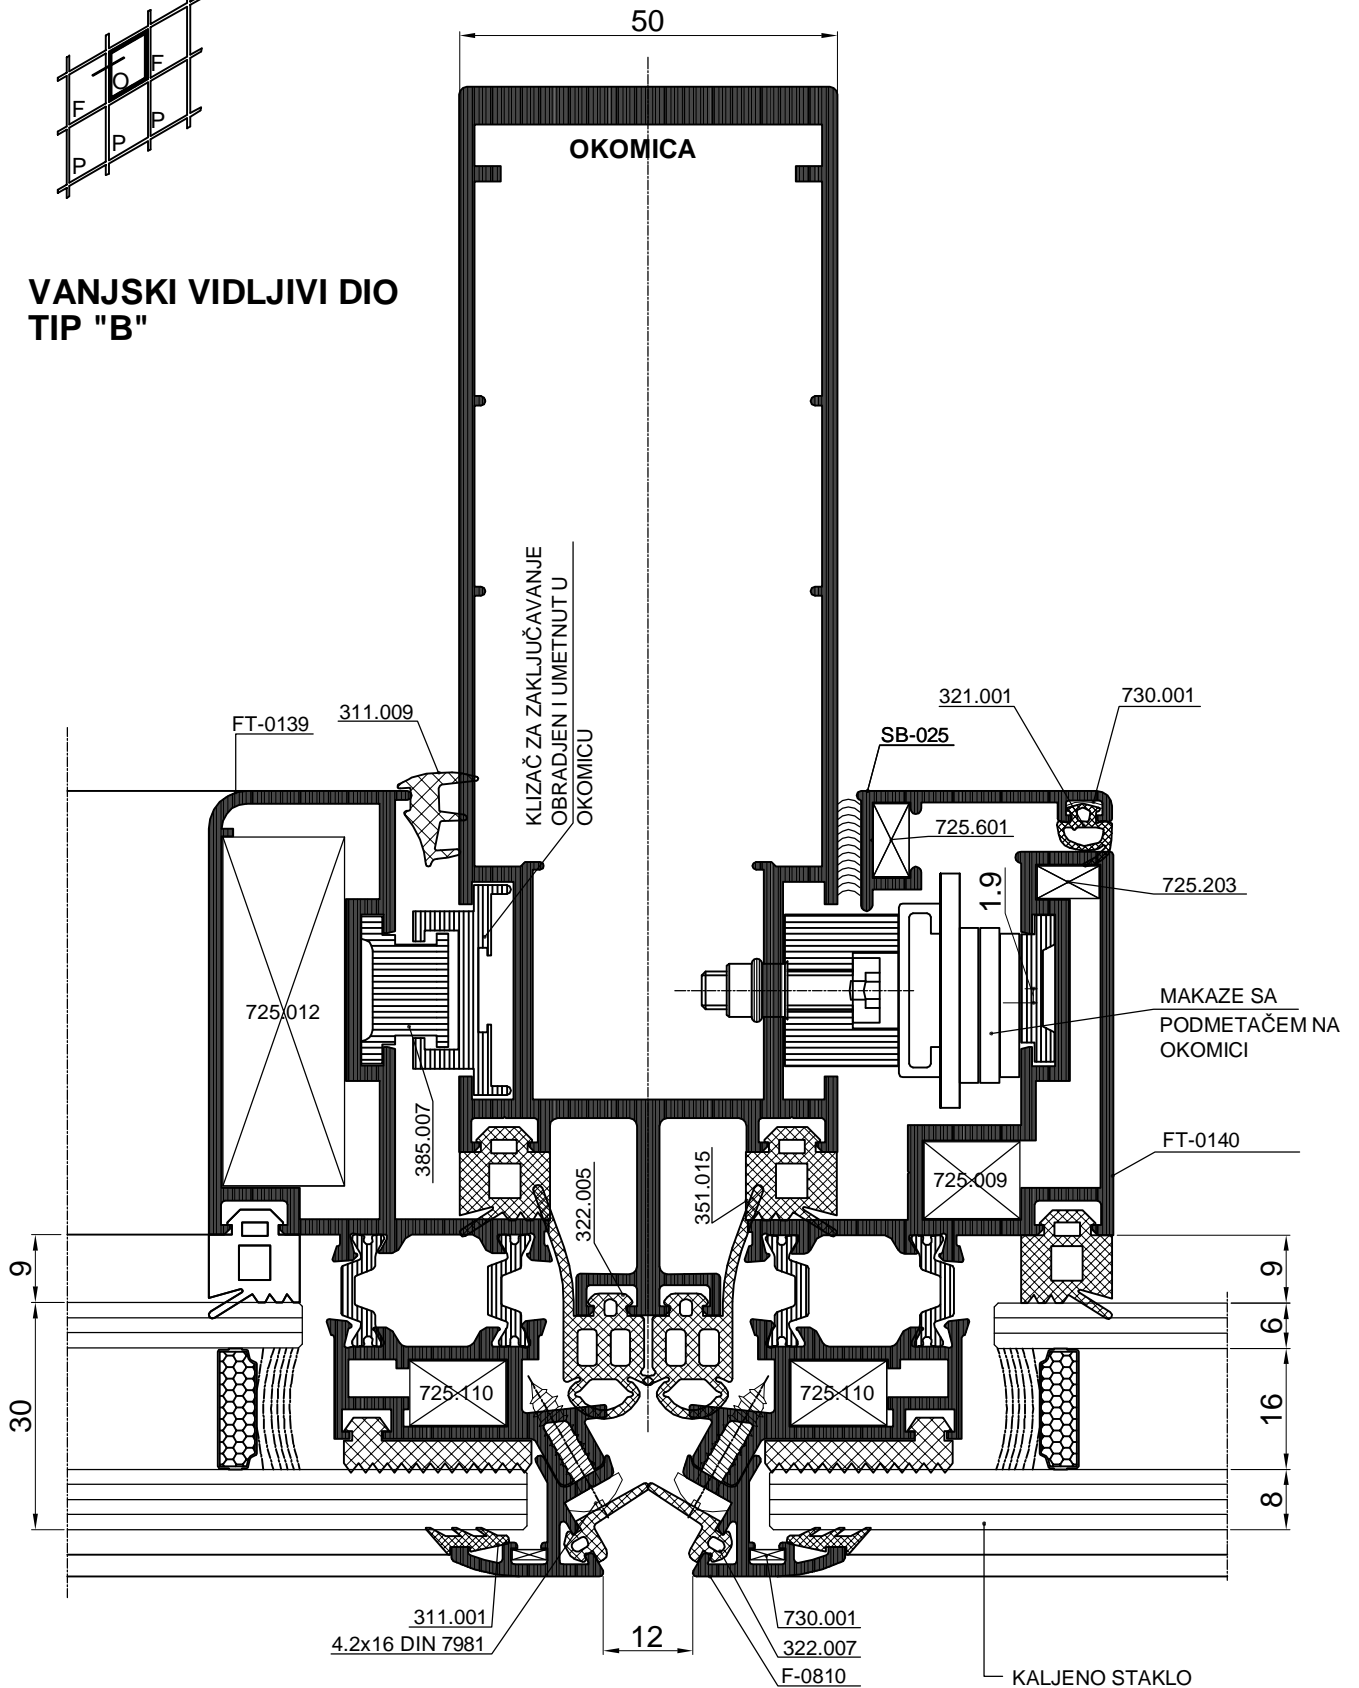 50
F
O
F
P
P
P
OKOMICA
VANJSKI VIDLJIVI DIO
TIP "B"
KLIZAČ ZA ZAKLJUČAVANJE
OBRADJEN I UMETNUT U
OKOMICU
FT-0139
311.009
321.001
730.001
SB-025
725.601
725.203
1.9
725.012
MAKAZE SA
PODMETAČEM NA
OKOMICI
385.007
322.005
351.015
725.009
FT-0140
9
30
9
6
16
8
725.110
725.110
311.001
4.2x16 DIN 7981
12
730.001
322.007
F-0810
KALJENO STAKLO